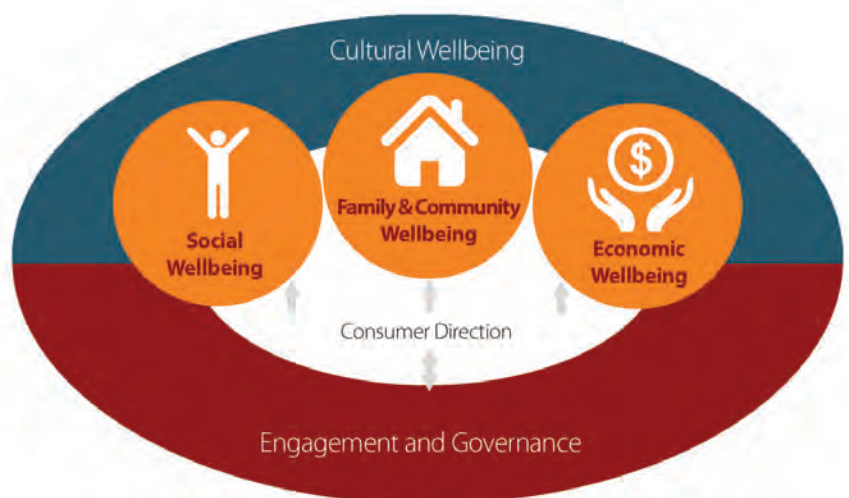 Cultural Wellbeing
$
Family & Community
Wellbeing
Social
Wellbeing
Economic
Wellbeing
Consumer Direction
Engagement and Governance